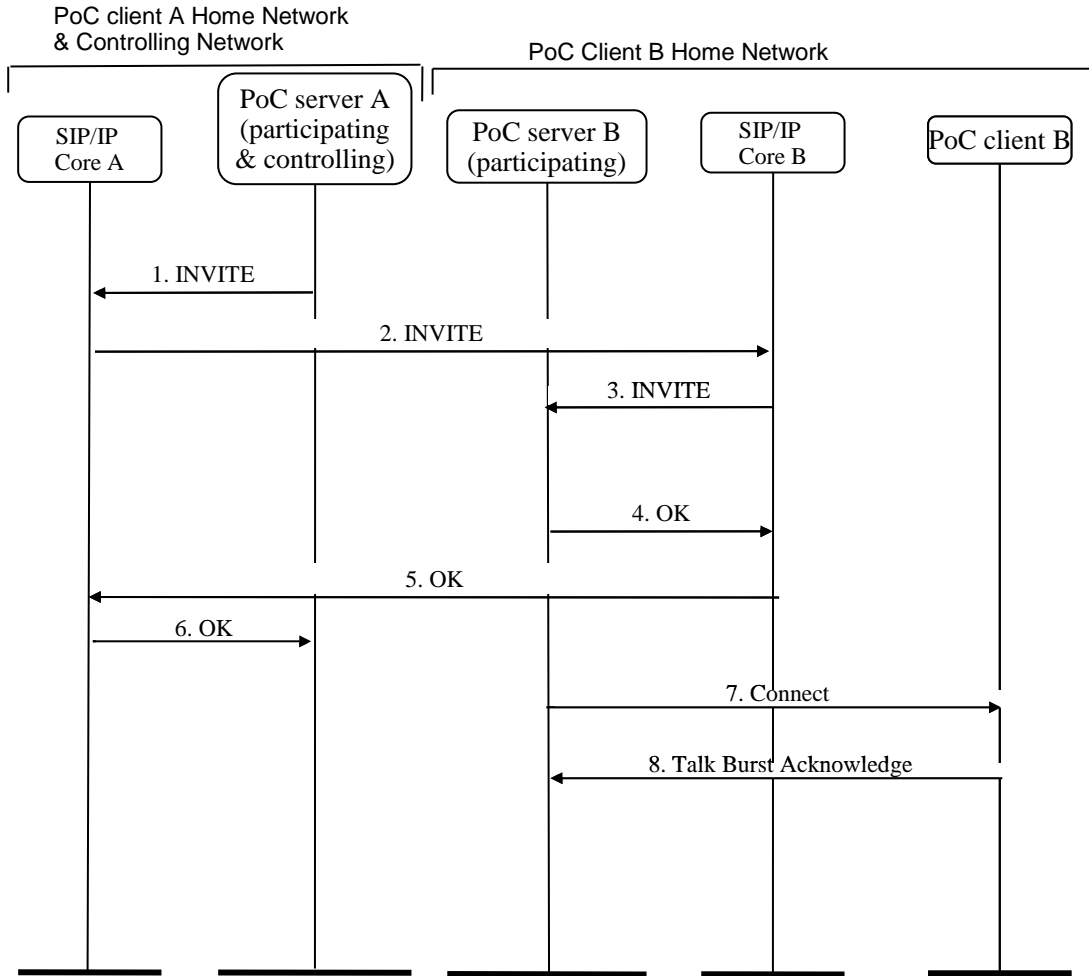 PoC client A Home Network
& Controlling Network
PoC Client B Home Network
SIP/IP
Core A
PoC server A
(participating
& controlling)
PoC server B
(participating)
SIP/IP
Core B
PoC client B
1. INVITE
2. INVITE
3. INVITE
4. OK
5. OK
6. OK
7. Connect
8. Talk Burst Acknowledge